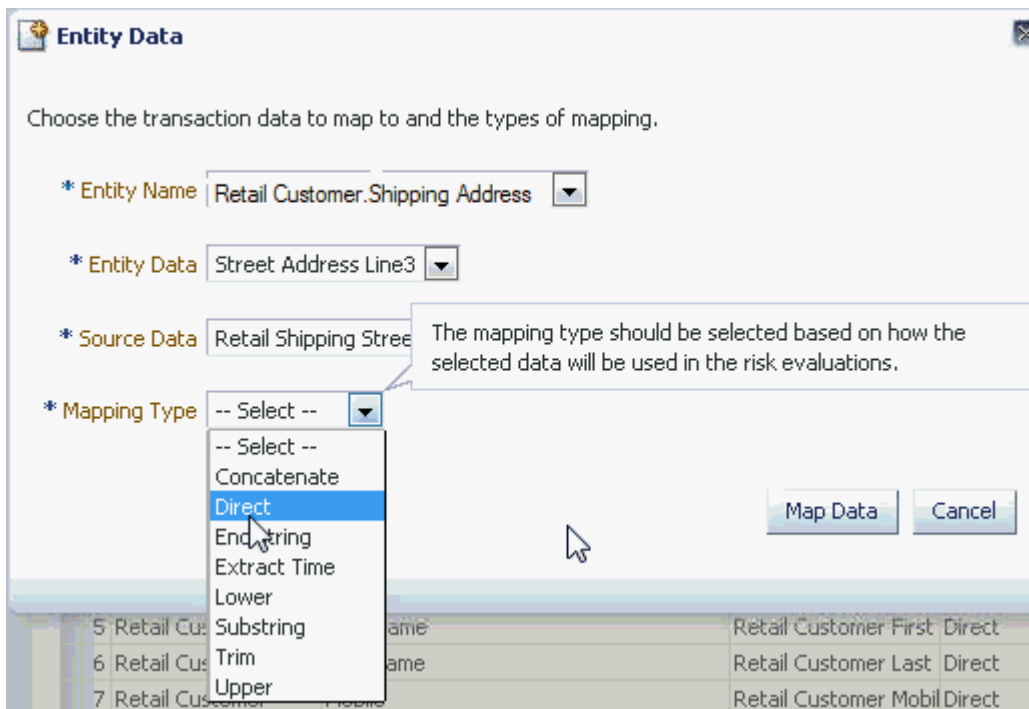 Entity Data
Choose the transaction data to map to and the types of mapping.
* Entity Name Retail Customer.Shipping Address
* Entity Data Street Address Line3
* Source Data Retail Shipping Stree
The mapping type should be selected based on how the
selected data will be used in the risk evaluations.
* Mapping Type -- Select --
-- Select --
Concatenate
Direct
Endstring
Extract Time
Lower
Substring
Trim
Upper
Map Data Cancel
5 Retail Cus ame Retail Customer First Direct
6 Retail Cus ame Retail Customer Last Direct
7 Retail Customer Mobile Retail Customer Mobil Direct